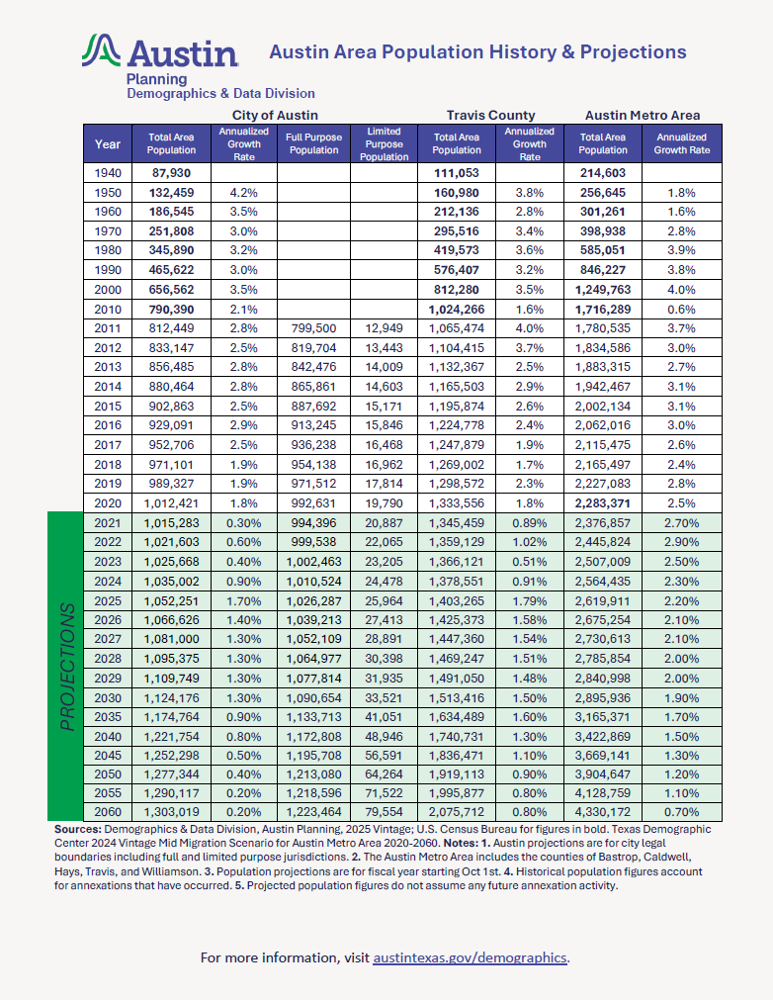 Austin
Austin Area Population History & Projections
Planning
Demographics & Data Division
City of Austin Travis County Austin Metro Area
Year Total Area Population Annualized Growth Rate Full Purpose Population Limited Purpose Population Total Area Population Annualized Growth Rate Total Area Population Annualized Growth Rate
1940 87,930 111,053 214,603
1950 132,459 4.2% 160,980 3.8% 256,645 1.8%
1960 186,545 3.5% 212,136 2.8% 301,261 1.6%
1970 251,808 3.0% 295,516 3.4% 398,938 2.8%
1980 345,890 3.2% 419,573 3.6% 585,051 3.9%
1990 465,622 3.0% 576,407 3.2% 846,227 3.8%
2000 656,562 3.5% 812,280 3.5% 1,249,763 4.0%
2010 790,390 2.1% 1,024,266 1.6% 1,716,289 0.6%
2011 812,449 2.8% 799,500 12,949 1,065,474 4.0% 1,780,535 3.7%
2012 833,147 2.5% 819,704 13,443 1,104,415 3.7% 1,834,586 3.0%
2013 856,485 2.8% 842,476 14,009 1,132,367 2.5% 1,883,315 2.7%
2014 880,464 2.8% 865,861 14,603 1,165,503 2.9% 1,942,467 3.1%
2015 902,863 2.5% 887,692 15,171 1,195,874 2.6% 2,002,134 3.1%
2016 929,091 2.9% 913,245 15,846 1,224,778 2.4% 2,062,016 3.0%
2017 952,706 2.5% 936,238 16,468 1,247,879 1.9% 2,115,475 2.6%
2018 971,101 1.9% 954,138 16,962 1,269,002 1.7% 2,165,497 2.4%
2019 989,327 1.9% 971,512 17,814 1,298,572 2.3% 2,227,083 2.8%
2020 1,012,421 1.8% 992,631 19,790 1,333,556 1.8% 2,283,371 2.5%
PROJECTIONS
2021 1,015,283 0.30% 994,396 20,887 1,345,459 0.89% 2,376,857 2.70%
2022 1,021,603 0.60% 999,538 22,065 1,359,129 1.02% 2,445,824 2.90%
2023 1,025,668 0.40% 1,002,463 23,205 1,366,121 0.51% 2,507,009 2.50%
2024 1,035,002 0.90% 1,010,524 24,478 1,378,551 0.91% 2,564,435 2.30%
2025 1,052,251 1.70% 1,026,287 25,964 1,403,265 1.79% 2,619,911 2.20%
2026 1,066,626 1.40% 1,039,213 27,413 1,425,373 1.58% 2,675,254 2.10%
2027 1,081,000 1.30% 1,052,109 28,891 1,447,360 1.54% 2,730,613 2.10%
2028 1,095,375 1.30% 1,064,977 30,398 1,469,247 1.51% 2,785,854 2.00%
2029 1,109,749 1.30% 1,077,814 31,935 1,491,050 1.48% 2,840,998 2.00%
2030 1,124,176 1.30% 1,090,654 33,521 1,513,416 1.50% 2,895,936 1.90%
2035 1,174,764 0.90% 1,133,713 41,051 1,634,489 1.60% 3,165,371 1.70%
2040 1,221,754 0.80% 1,172,808 48,946 1,740,731 1.30% 3,422,869 1.50%
2045 1,252,298 0.50% 1,195,708 56,591 1,836,471 1.10% 3,669,141 1.30%
2050 1,277,344 0.40% 1,213,080 64,264 1,919,113 0.90% 3,904,647 1.20%
2055 1,290,117 0.20% 1,218,596 71,522 1,995,877 0.80% 4,128,759 1.10%
2060 1,303,019 0.20% 1,223,464 79,554 2,075,712 0.80% 4,330,172 0.70%
Sources: Demographics & Data Division, Austin Planning, 2025 Vintage; U.S. Census Bureau for figures in bold. Texas Demographic
Center 2024 Vintage Mid Migration Scenario for Austin Metro Area 2020-2060. Notes: 1. Austin projections are for city legal
boundaries including full and limited purpose jurisdictions. 2. The Austin Metro Area includes the counties of Bastrop, Caldwell,
Hays, Travis, and Williamson. 3. Population projections are for fiscal year starting Oct 1st. 4. Historical population figures account
for annexations that have occurred. 5. Projected population figures do not assume any future annexation activity.
For more information, visit austintexas.gov/demographics.